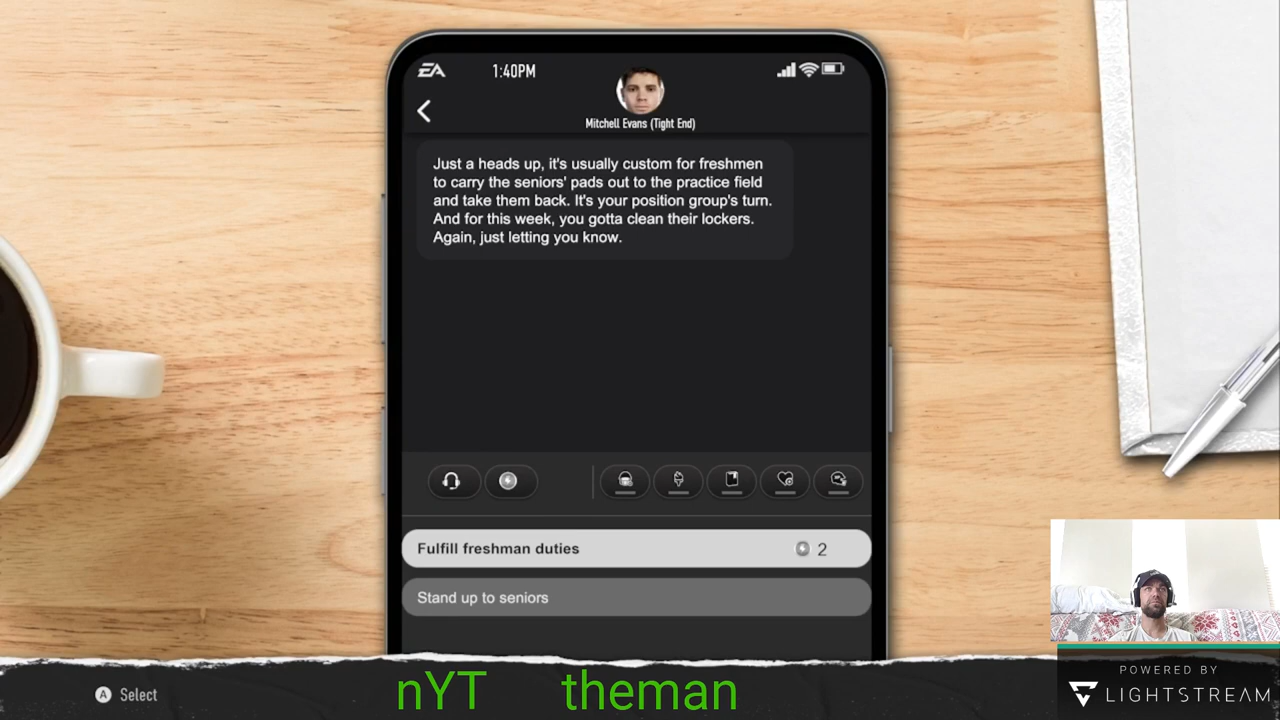 EA
1:40PM
Mitchell Evans (Tight End)
Just a heads up, it's usually custom for freshmen
to carry the seniors' pads out to the practice field
and take them back. It's your position group's turn.
And for this week, you gotta clean their lockers.
Again, just letting you know.
Fulfill freshman duties 2
Stand up to seniors
A Select
nYT theman
POWERED BY
LIGHTSTREAM